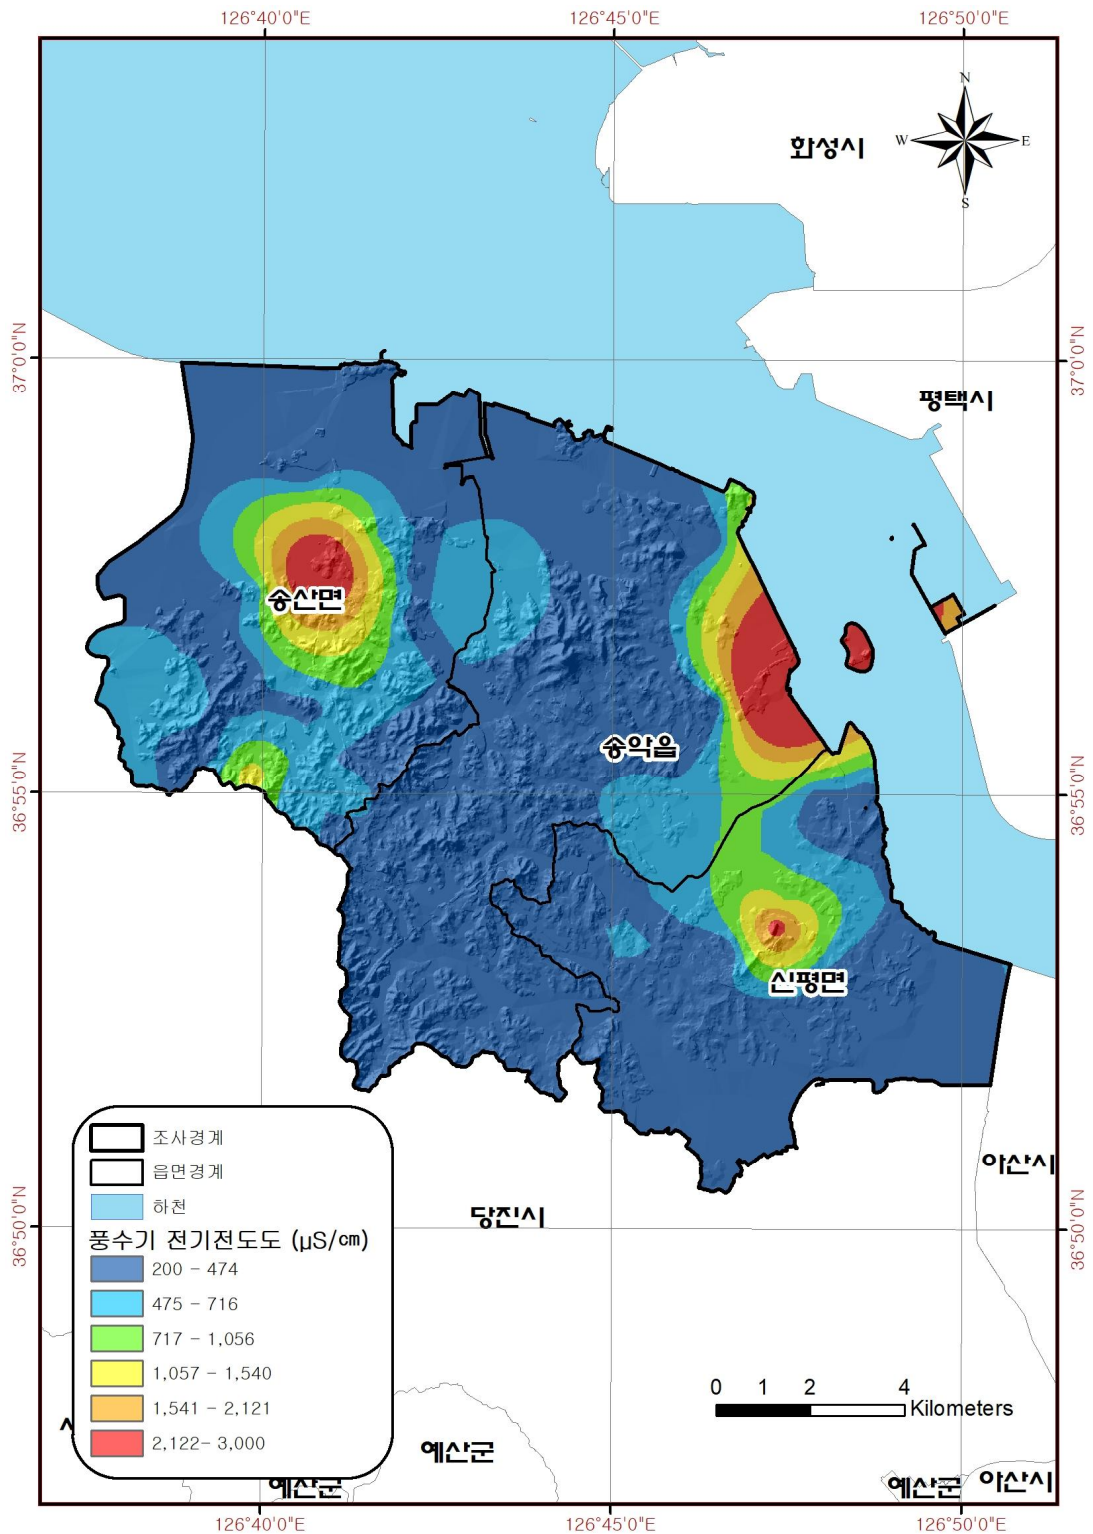 126°40'0"E
126°45'0"E
126°50'0"E
N
W
E
S
화성시
37°0'0"N
37°0'0"N
평택시
송산면
송악읍
36°55'0"N
36°55'0"N
신평면
아산시
당진시
36°50'0"N
36°50'0"N
조사경계
읍면경계
하천
풍수기 전기전도도 (μS/㎝)
200 - 474
475 - 716
717 - 1,056
1,057 - 1,540
1,541 - 2,121
2,122- 3,000
0 1 2 4
Kilometers
예산군
예산군
예산군
아산시
126°40'0"E
126°45'0"E
126°50'0"E